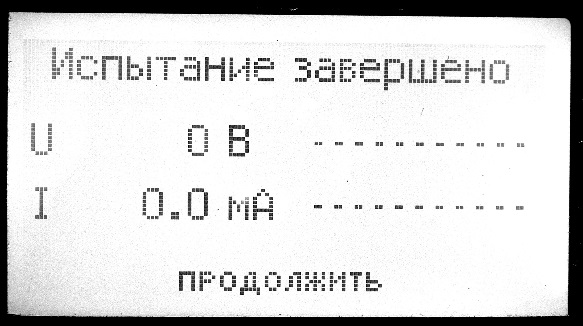 Испытание завершено
U 0 В -----------
I 0.0 мА -----------
ПРОДОЛЖИТЬ